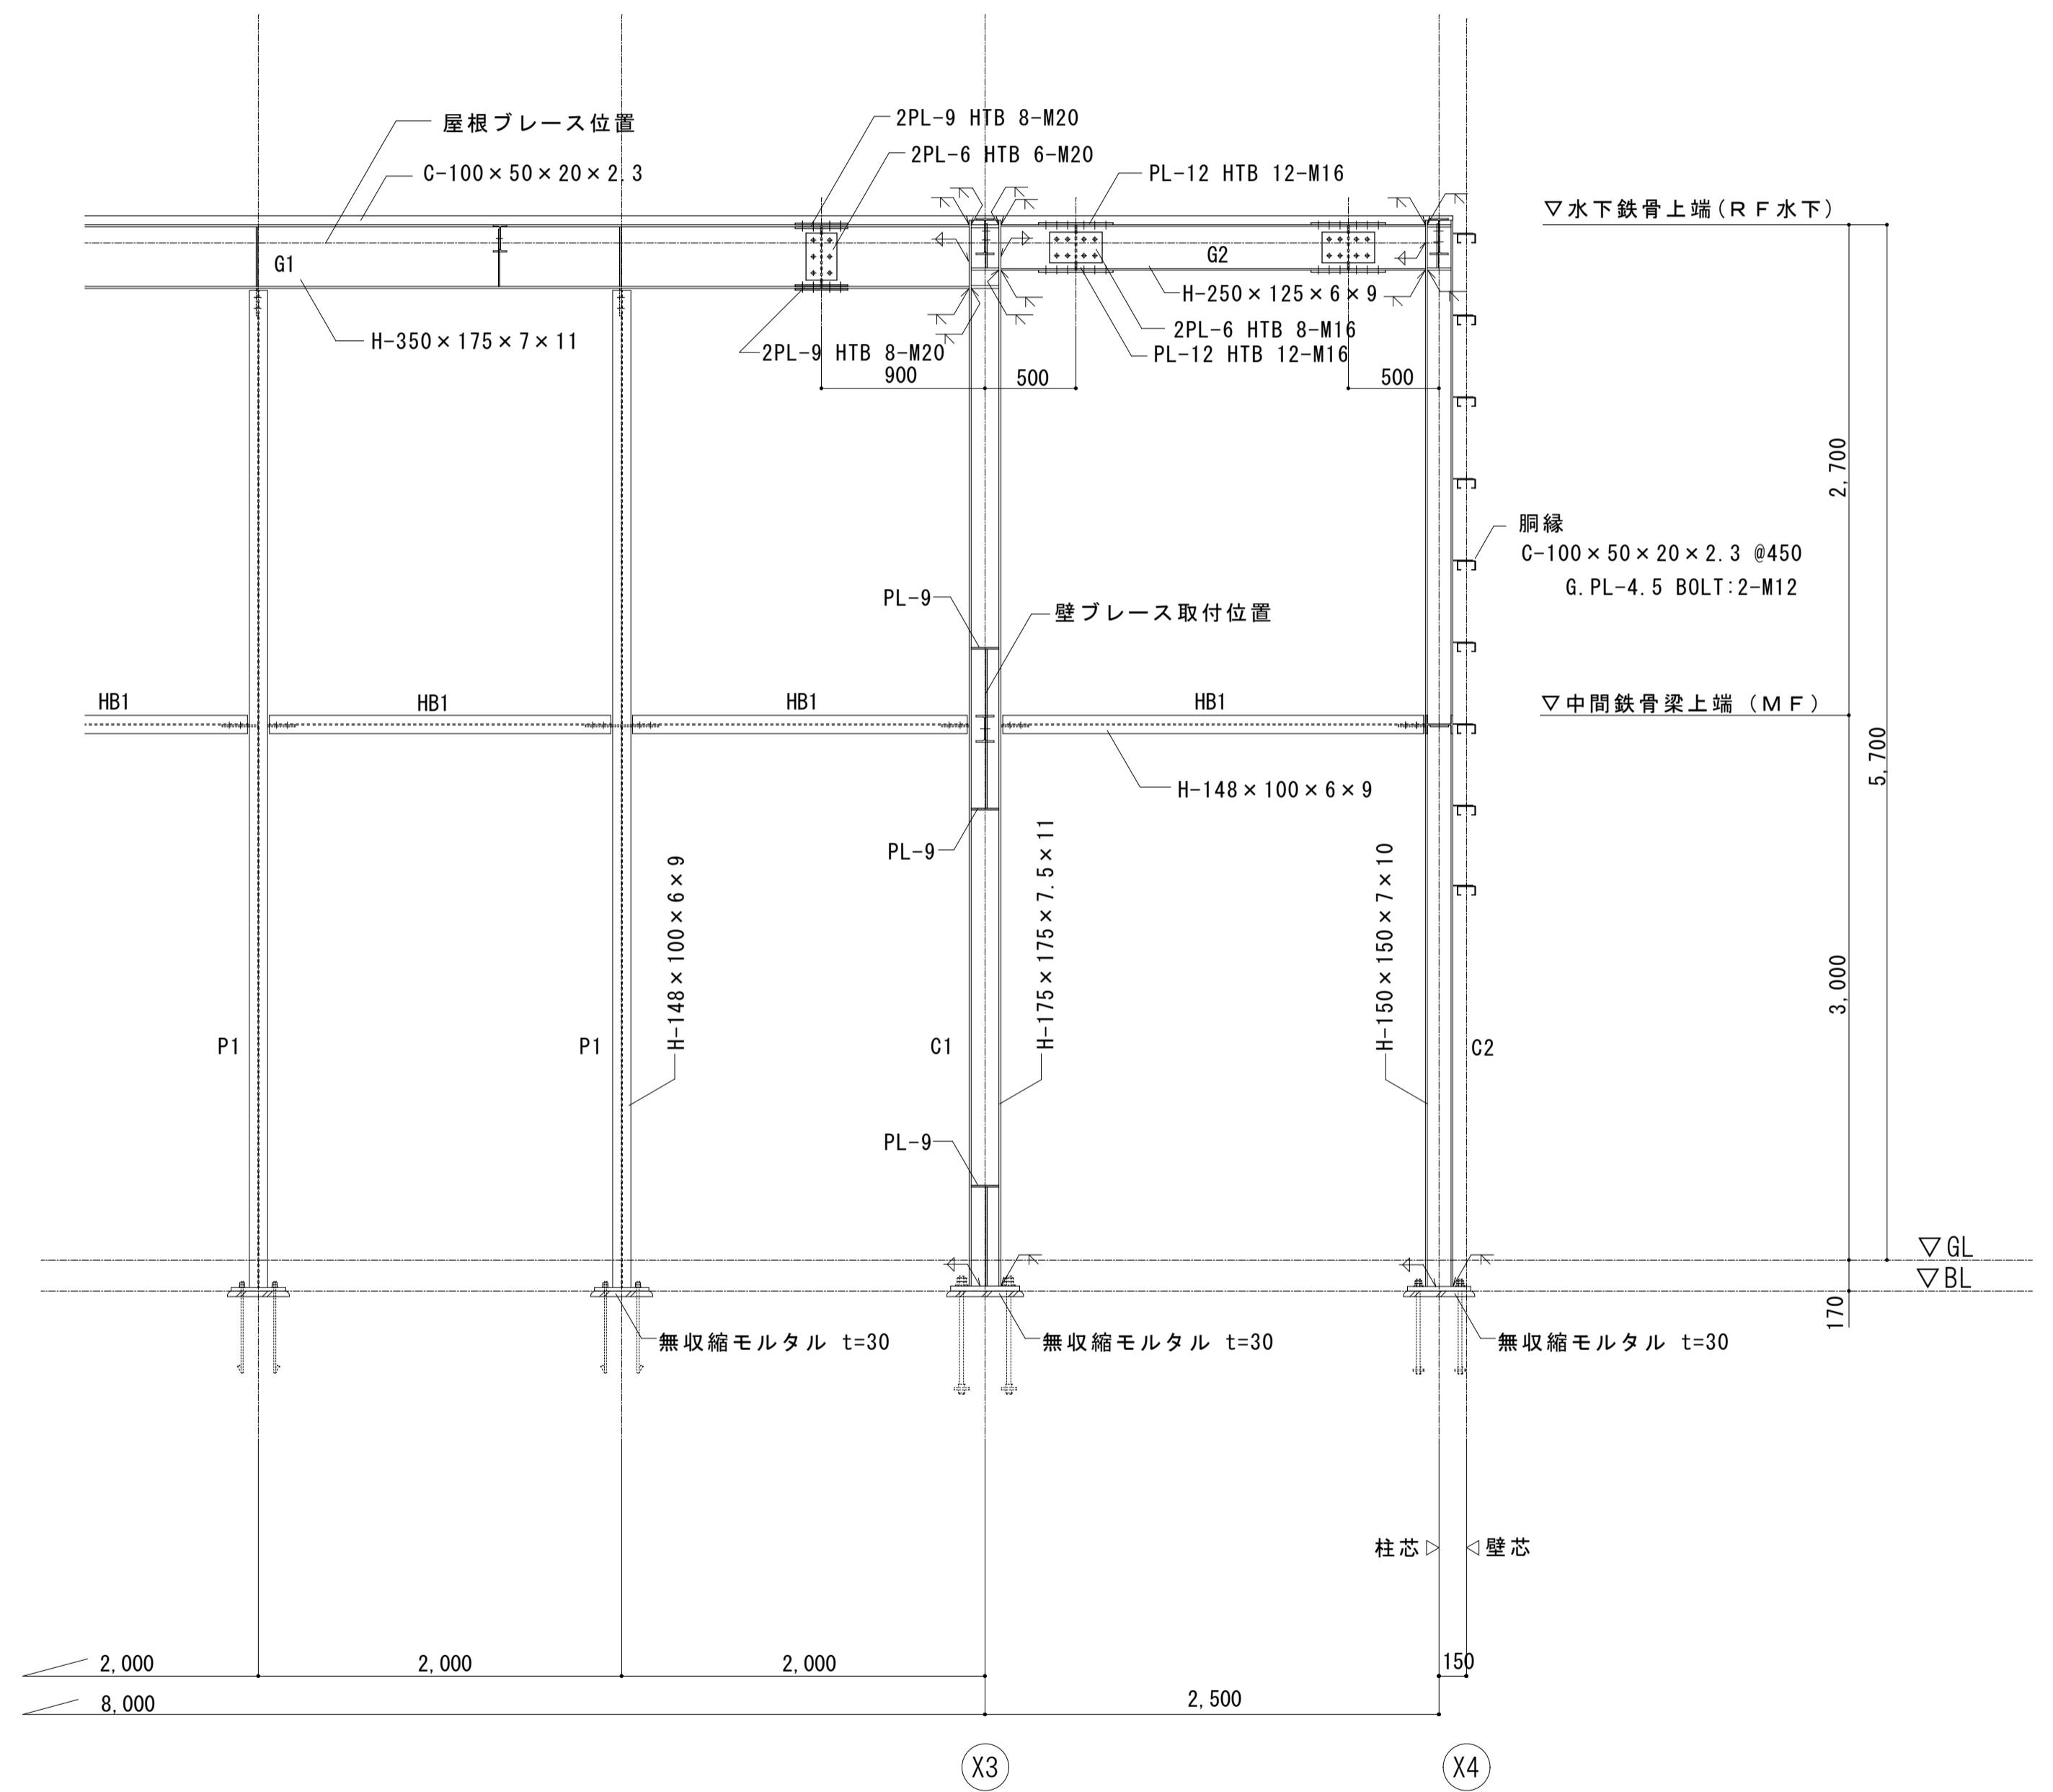 屋根ブレース位置
C-100×50×20×2.3
2PL-9 HTB 8-M20
2PL-6 HTB 6-M20
PL-12 HTB 12-M16
▽水下鉄骨上端(RF水下)
G1
G2
H-350×175×7×11
2PL-9 HTB 8-M20
H-250×125×6×9
2PL-6 HTB 8-M16
PL-12 HTB 12-M16
900
500
500
2,700
胴縁
C-100×50×20×2.3 @450
G.PL-4.5 BOLT:2-M12
PL-9
壁ブレース取付位置
HB1
HB1
HB1
HB1
▽中間鉄骨梁上端(MF)
5,700
H-148×100×6×9
PL-9
H-148×100×6×9
H-175×175×7.5×11
H-150×150×7×10
3,000
P1
P1
C1
C2
PL-9
▽GL
▽BL
170
無収縮モルタル t=30
無収縮モルタル t=30
無収縮モルタル t=30
柱芯
壁芯
2,000
2,000
2,000
150
8,000
2,500
X3
X4